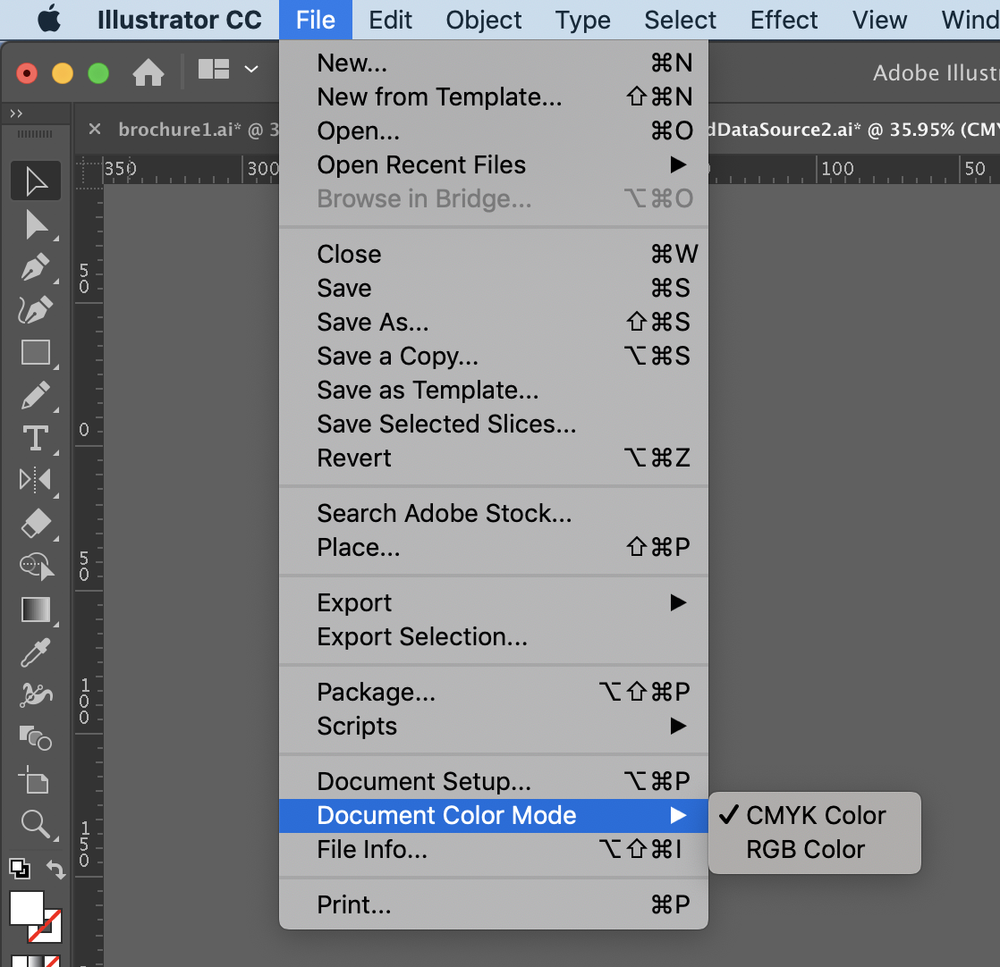 Illustrator CC File Edit Object Type Select Effect View Wind
Adobe Illust
brochure1.ai* @ 3
dDataSource2.ai* @ 35.95% (CMY
350 300 100 50
New... ⌘N
New from Template... ⇧⌘N
Open... ⌘O
Open Recent Files ▶
Browse in Bridge... ⌥⌘O
Close ⌘W
Save ⌘S
Save As... ⇧⌘S
Save a Copy... ⌥⌘S
Save as Template...
Save Selected Slices...
Revert ⌥⌘Z
Search Adobe Stock...
Place... ⇧⌘P
Export ▶
Export Selection...
Package... ⌥⇧⌘P
Scripts ▶
Document Setup... ⌥⌘P
Document Color Mode ▶
✓ CMYK Color
RGB Color
File Info... ⌥⇧⌘I
Print... ⌘P
50
0
50
100
150